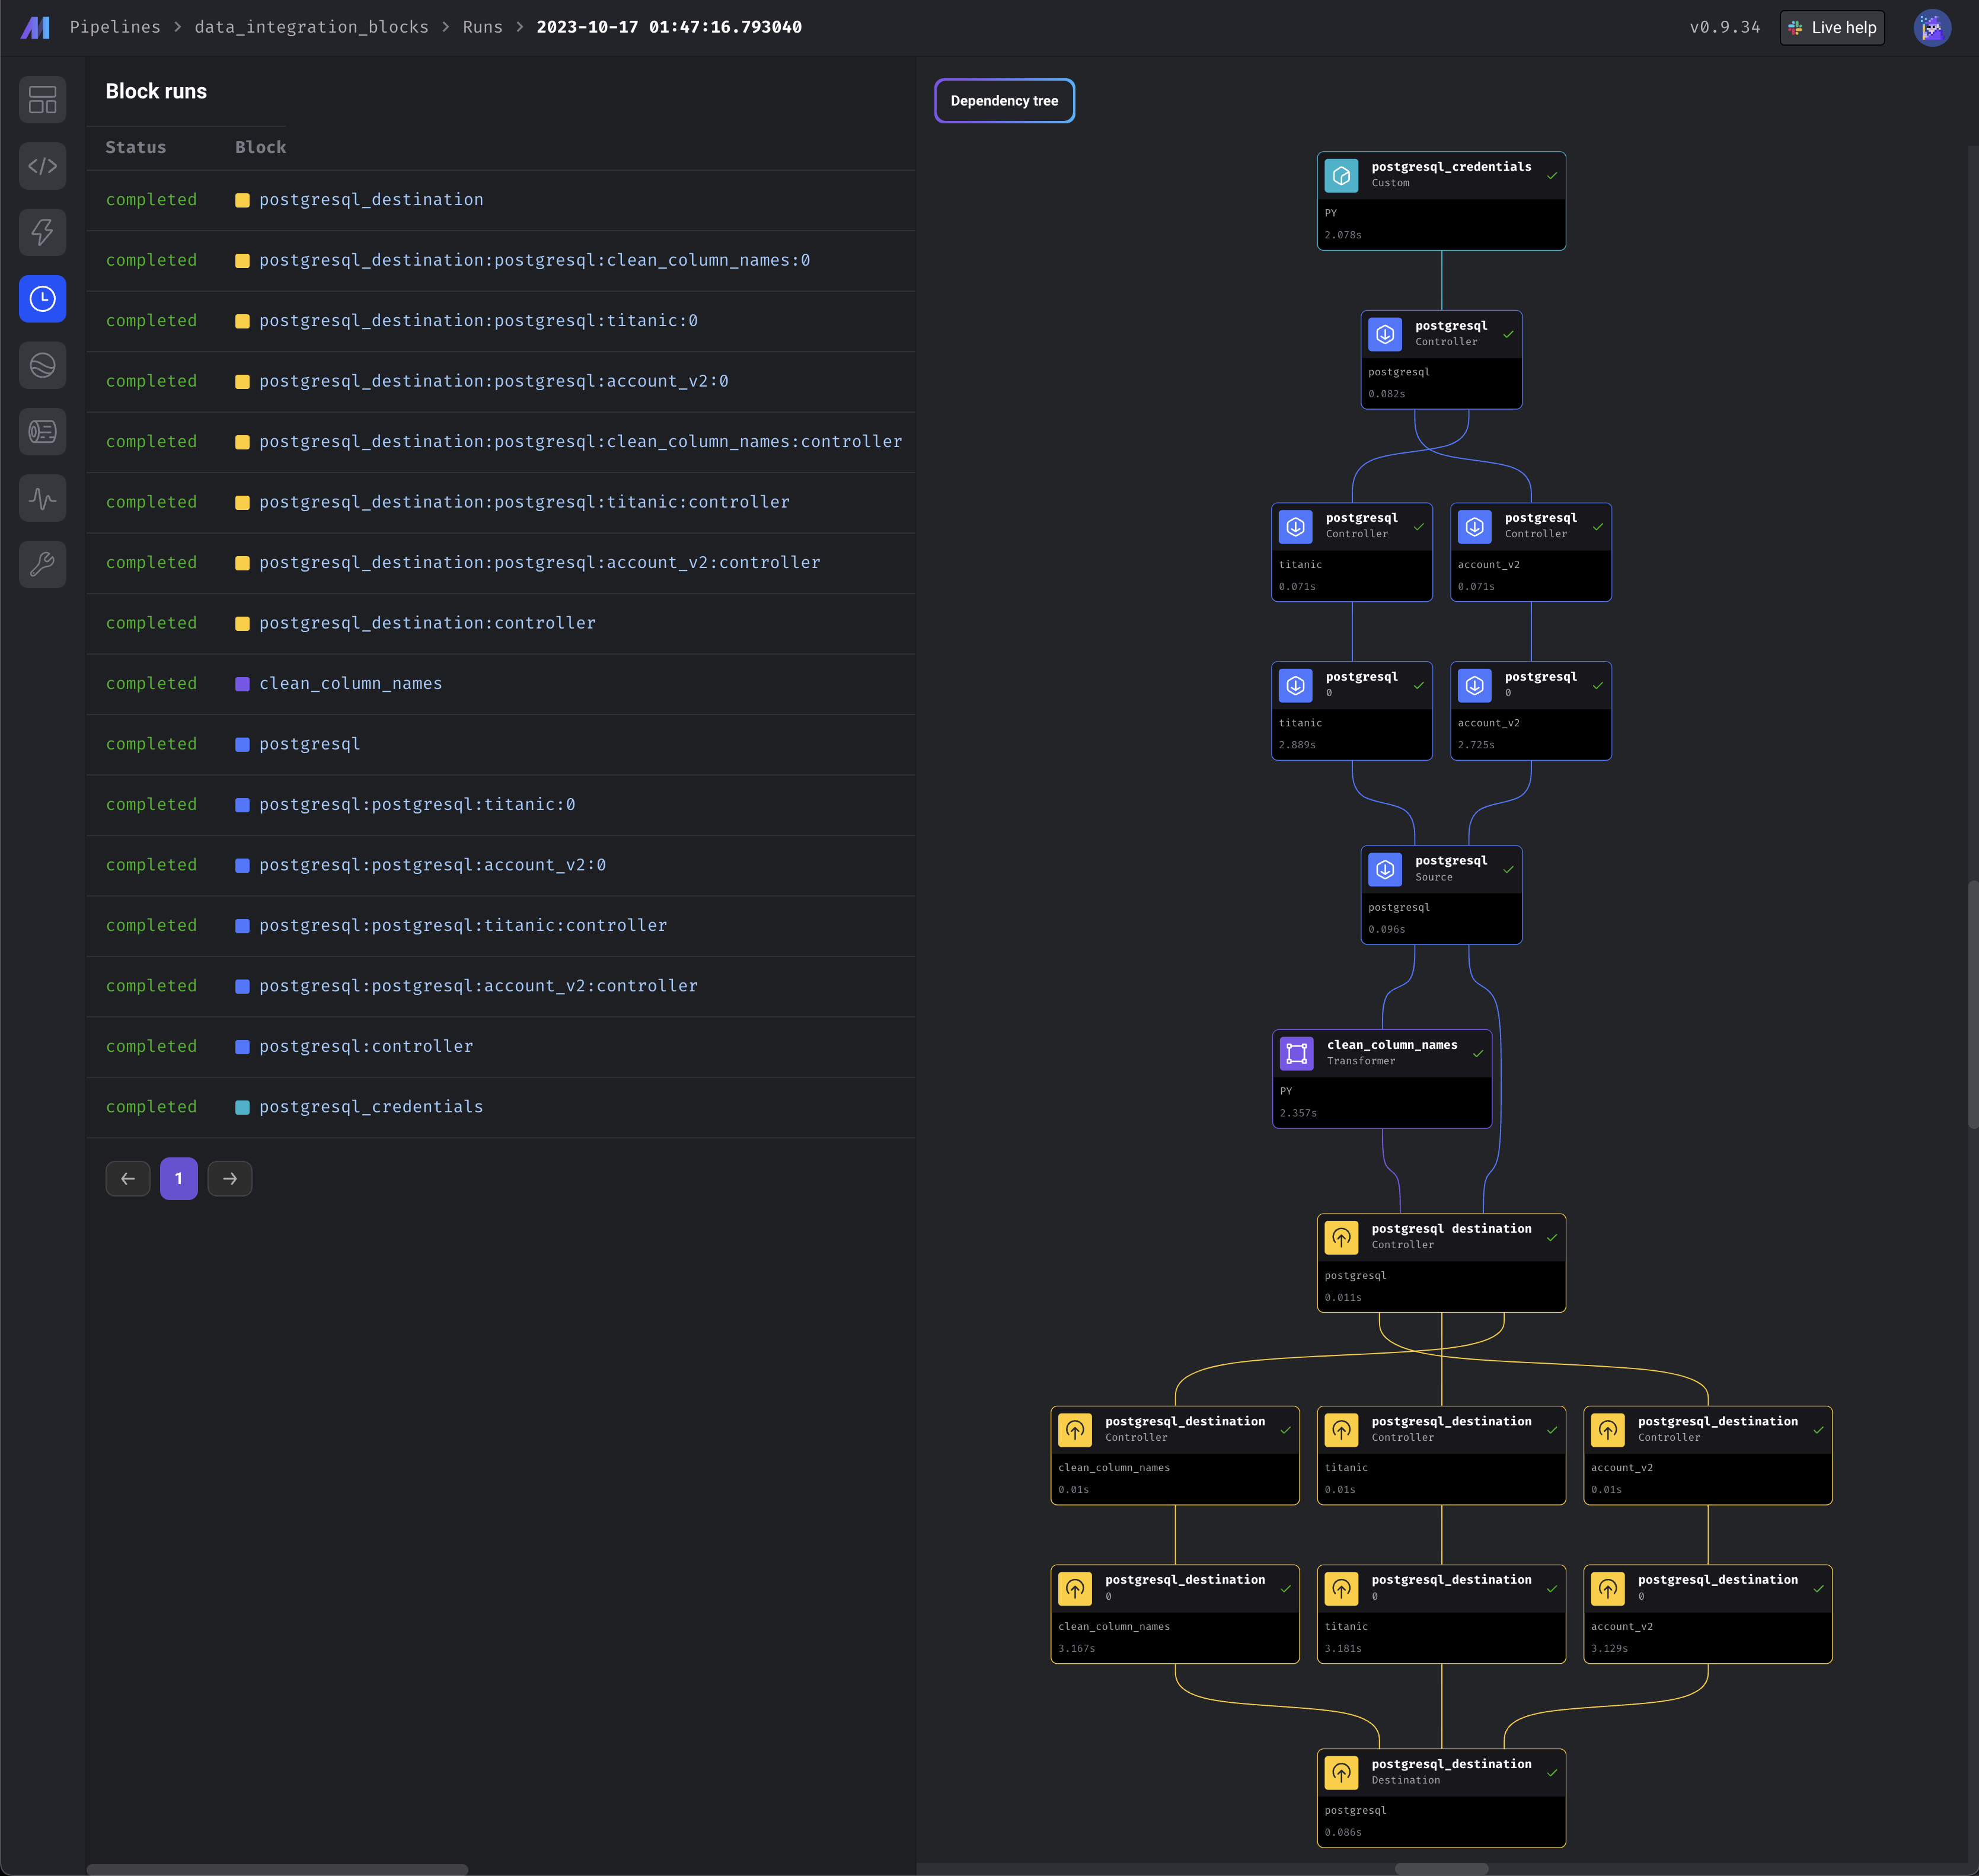 Pipelines > data_integration_blocks > Runs > 2023-10-17 01:47:16.793040
v0.9.34
Live help
Block runs
Status Block
completed postgresql_destination
completed postgresql_destination:postgresql:clean_column_names:0
completed postgresql_destination:postgresql:titanic:0
completed postgresql_destination:postgresql:account_v2:0
completed postgresql_destination:postgresql:clean_column_names:controller
completed postgresql_destination:postgresql:titanic:controller
completed postgresql_destination:postgresql:account_v2:controller
completed postgresql_destination:controller
completed clean_column_names
completed postgresql
completed postgresql:postgresql:titanic:0
completed postgresql:postgresql:account_v2:0
completed postgresql:postgresql:titanic:controller
completed postgresql:postgresql:account_v2:controller
completed postgresql:controller
completed postgresql_credentials
1
Dependency tree
postgresql_credentials
Custom
PY
2.078s
postgresql
Controller
postgresql
0.082s
postgresql
Controller
titanic
0.071s
postgresql
Controller
account_v2
0.071s
postgresql
0
titanic
2.889s
postgresql
0
account_v2
2.725s
postgresql
Source
postgresql
0.096s
clean_column_names
Transformer
PY
2.357s
postgresql destination
Controller
postgresql
0.011s
postgresql_destination
Controller
clean_column_names
0.01s
postgresql_destination
Controller
titanic
0.01s
postgresql_destination
Controller
account_v2
0.01s
postgresql_destination
0
clean_column_names
3.167s
postgresql_destination
0
titanic
3.181s
postgresql_destination
0
account_v2
3.129s
postgresql_destination
Destination
postgresql
0.086s